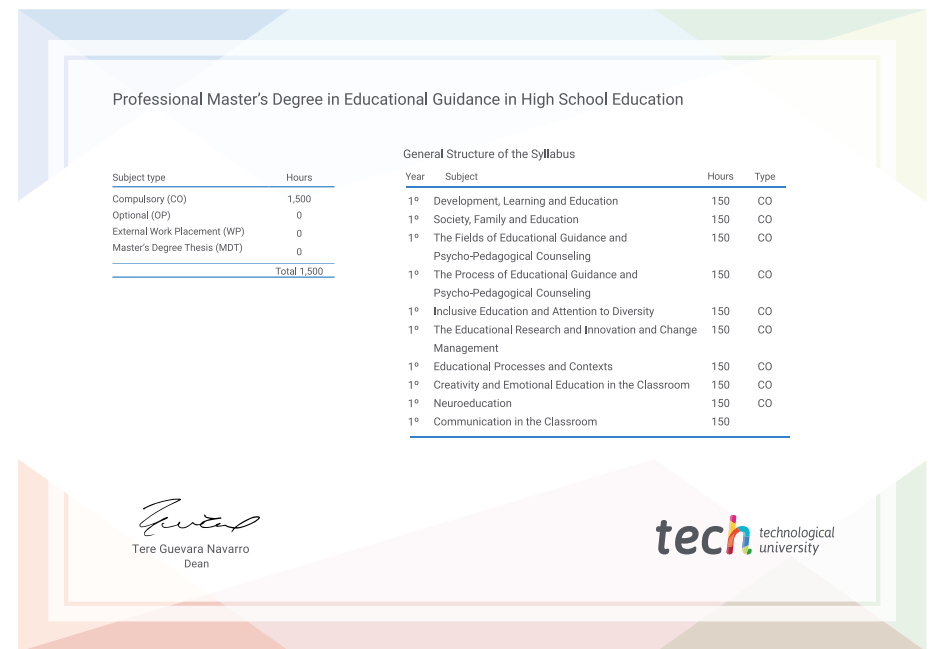 Professional Master's Degree in Educational Guidance in High School Education
Subject type Hours
Compulsory (CO) 1,500
Optional (OP) 0
External Work Placement (WP) 0
Master's Degree Thesis (MDT) 0
Total 1,500
General Structure of the Syllabus
Year Subject Hours Type
1º Development, Learning and Education 150 CO
1º Society, Family and Education 150 CO
1º The Fields of Educational Guidance and 150 CO
Psycho-Pedagogical Counseling
1º The Process of Educational Guidance and 150 CO
Psycho-Pedagogical Counseling
1º Inclusive Education and Attention to Diversity 150 CO
1º The Educational Research and Innovation and Change 150 CO
Management
1º Educational Processes and Contexts 150 CO
1º Creativity and Emotional Education in the Classroom 150 CO
1º Neuroeducation 150 CO
1º Communication in the Classroom 150
Tere Guevara Navarro
Dean
tech technological
university